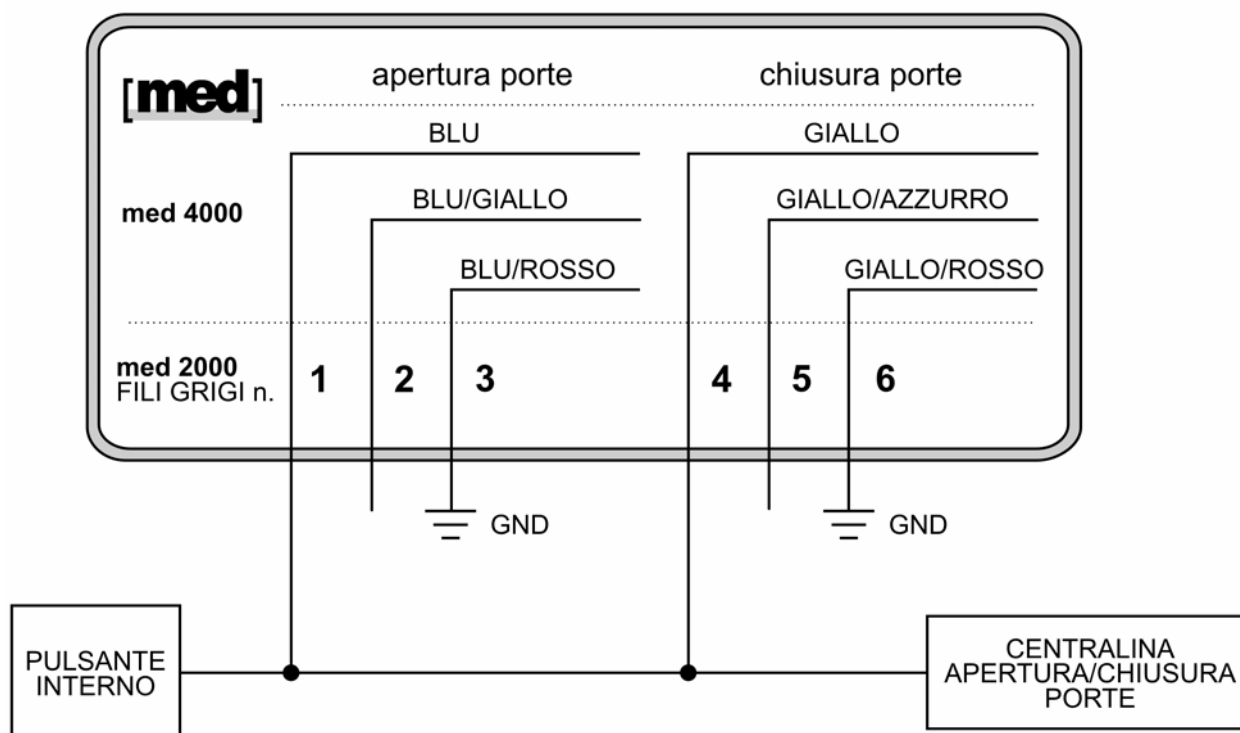 [med]
apertura porte
chiusura porte
BLU
GIALLO
med 4000
BLU/GIALLO
GIALLO/AZZURRO
BLU/ROSSO
GIALLO/ROSSO
med 2000
FILI GRIGI n.
1
2
3
4
5
6
GND
GND
PULSANTE
INTERNO
CENTRALINA
APERTURA/CHIUSURA
PORTE